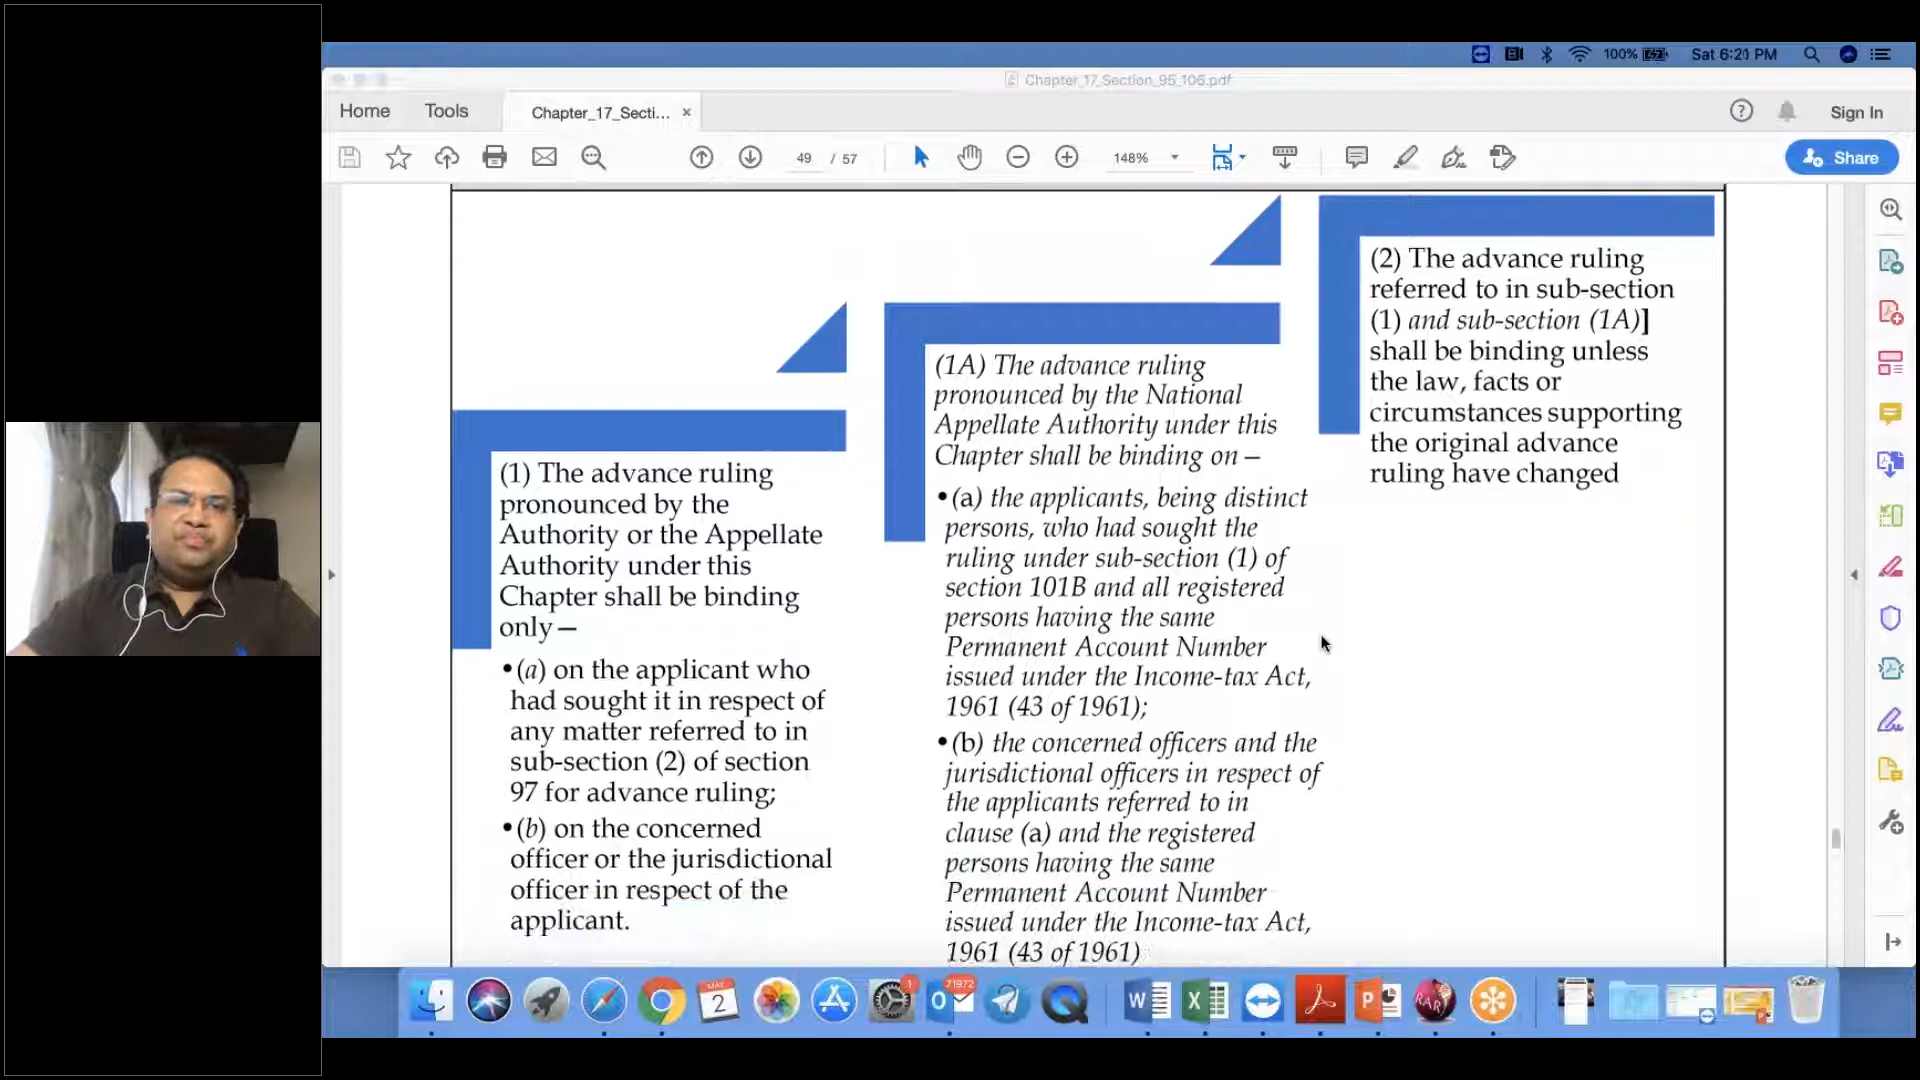 100%
Sat 6:21 PM
Chapter_17_Section_95_106.pdf
Home
Tools
Chapter_17_Secti... ×
Sign In
49 / 57
148%
Share
(1) The advance ruling
pronounced by the
Authority or the Appellate
Authority under this
Chapter shall be binding
only—
•(a) on the applicant who
had sought it in respect of
any matter referred to in
sub-section (2) of section
97 for advance ruling;
•(b) on the concerned
officer or the jurisdictional
officer in respect of the
applicant.
(1A) The advance ruling
pronounced by the National
Appellate Authority under this
Chapter shall be binding on—
•(a) the applicants, being distinct
persons, who had sought the
ruling under sub-section (1) of
section 101B and all registered
persons having the same
Permanent Account Number
issued under the Income-tax Act,
1961 (43 of 1961);
•(b) the concerned officers and the
jurisdictional officers in respect of
the applicants referred to in
clause (a) and the registered
persons having the same
Permanent Account Number
issued under the Income-tax Act,
1961 (43 of 1961)
(2) The advance ruling
referred to in sub-section
(1) and sub-section (1A)]
shall be binding unless
the law, facts or
circumstances supporting
the original advance
ruling have changed
MAY
2
1
71972
W
X
P
RAR